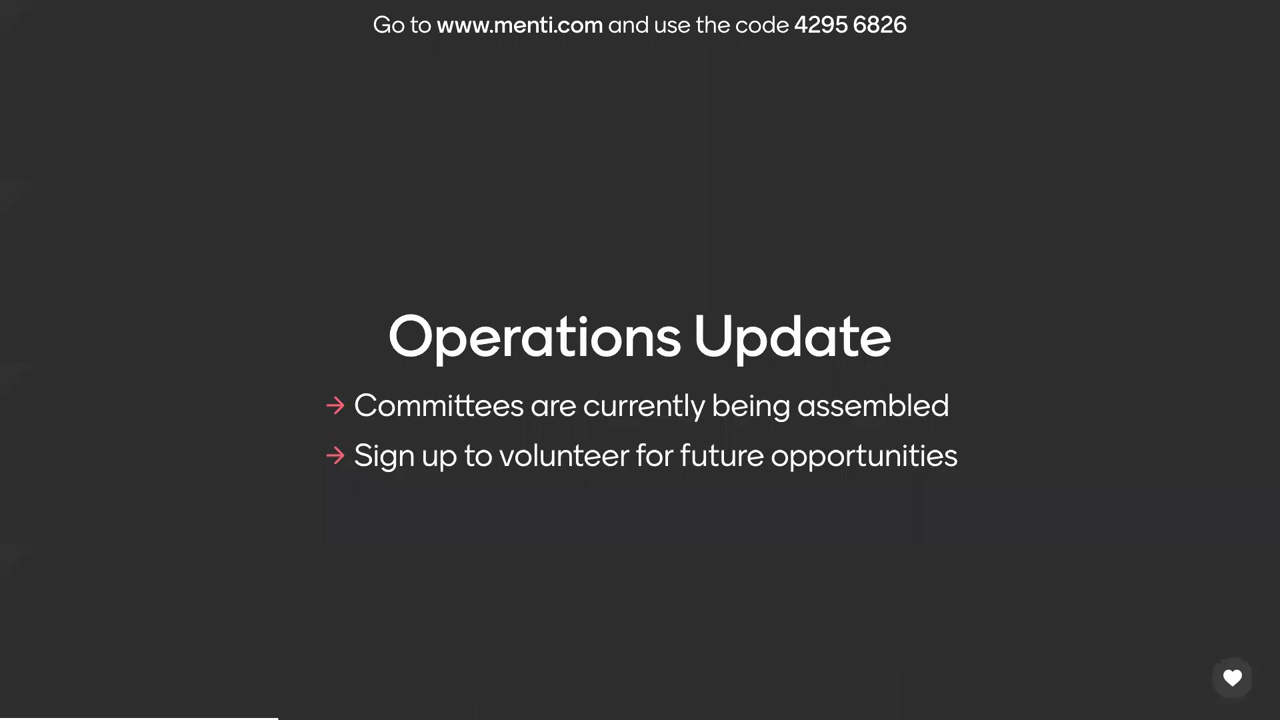 Go to www.menti.com and use the code 4295 6826
Operations Update
→ Committees are currently being assembled
→ Sign up to volunteer for future opportunities